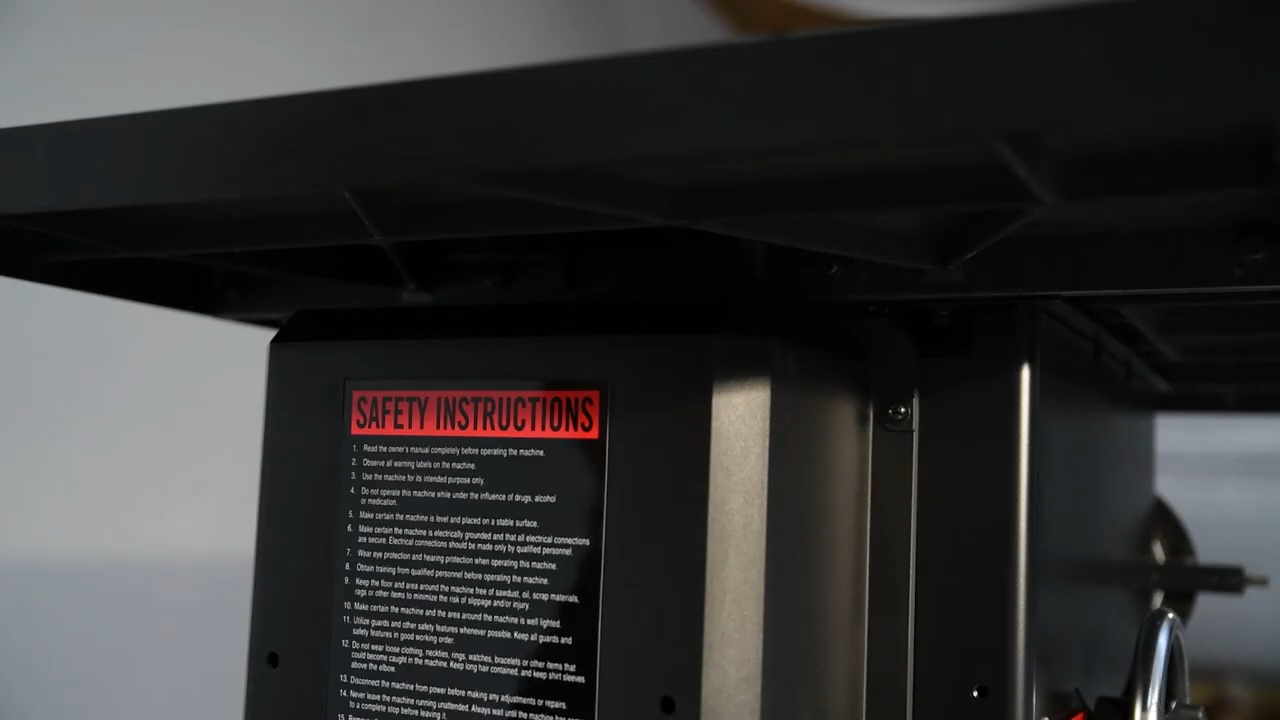 SAFETY INSTRUCTIONS
1. Read the owner's manual completely before operating the machine.
2. Observe all warning labels on the machine.
3. Use the machine for its intended purpose only.
4. Do not operate this machine while under the influence of drugs, alcohol
or medication.
5. Make certain the machine is level and placed on a stable surface.
6. Make certain the machine is electrically grounded and that all electrical connections
are secure. Electrical connections should be made only by qualified personnel.
7. Wear eye protection and hearing protection when operating this machine.
8. Obtain training from qualified personnel before operating the machine.
9. Keep the floor and area around the machine free of sawdust, oil, scrap materials,
rags or other items to minimize the risk of slippage and/or injury.
10. Make certain the machine and the area around the machine is well lighted.
11. Utilize guards and other safety features whenever possible. Keep all guards and
safety features in good working order.
12. Do not wear loose clothing, neckties, rings, watches, bracelets or other items that
could become caught in the machine. Keep long hair contained, and keep shirt sleeves
above the elbow.
13. Disconnect the machine from power before making any adjustments or repairs.
14. Never leave the machine running unattended. Always wait until the machine has
to a complete stop before leaving it.
15.